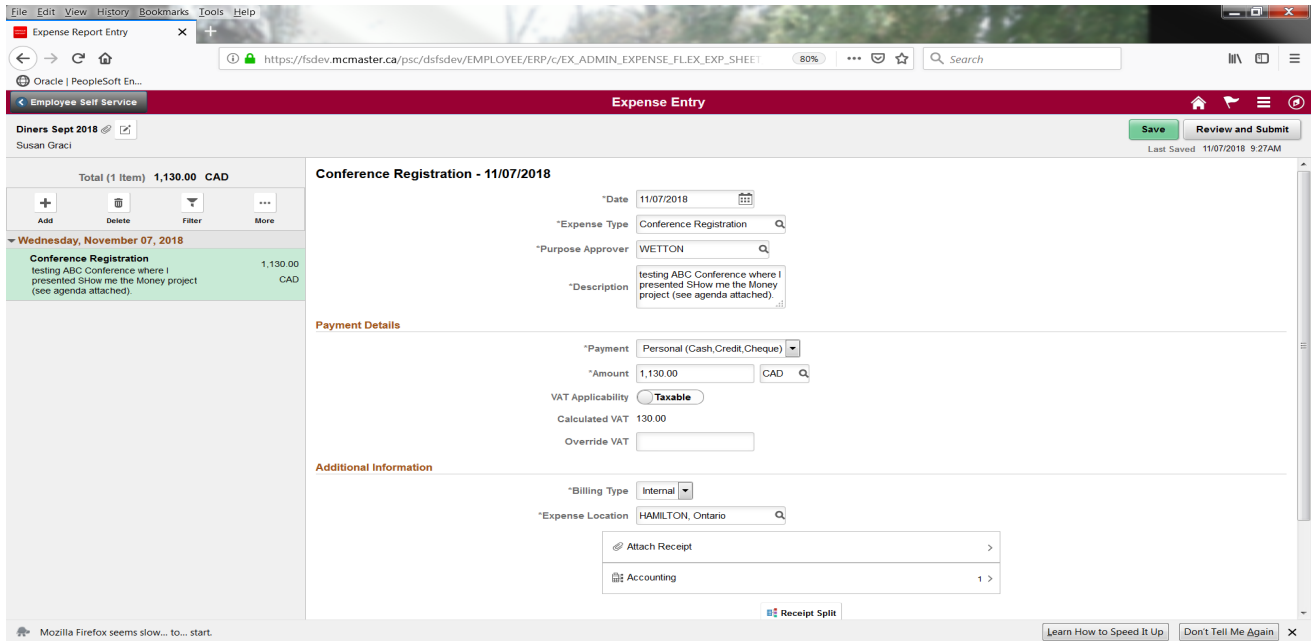 File Edit View History Bookmarks Tools Help
Expense Report Entry
https://fsdev.mcmaster.ca/psc/dsfsdev/EMPLOYEE/ERP/c/EX_ADMIN_EXPENSE_FLEX_EXP_SHEET
80%
Search
Oracle | PeopleSoft En...
Employee Self Service
Expense Entry
Diners Sept 2018
Save
Review and Submit
Susan Graci
Last Saved 11/07/2018 9:27AM
Total (1 Item) 1,130.00 CAD
Add Delete Filter More
Wednesday, November 07, 2018
Conference Registration
1,130.00
testing ABC Conference where I
presented SHow me the Money project
CAD
(see agenda attached).
Conference Registration - 11/07/2018
*Date 11/07/2018
*Expense Type Conference Registration
*Purpose Approver WETTON
*Description
testing ABC Conference where I
presented SHow me the Money
project (see agenda attached).
Payment Details
*Payment Personal (Cash,Credit,Cheque)
*Amount 1,130.00 CAD
VAT Applicability Taxable
Calculated VAT 130.00
Override VAT
Additional Information
*Billing Type Internal
*Expense Location HAMILTON, Ontario
Attach Receipt
Accounting 1
Receipt Split
Mozilla Firefox seems slow... to... start.
Learn How to Speed It Up
Don't Tell Me Again